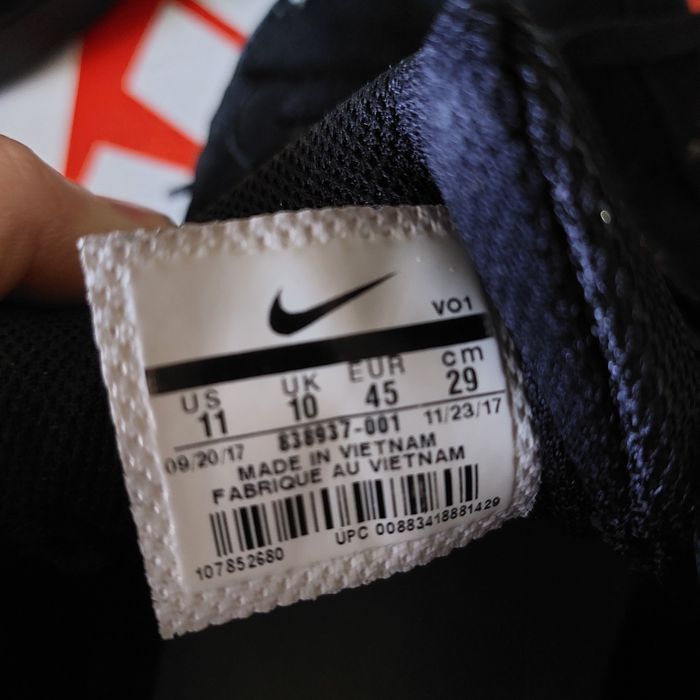 VO1
US UK EUR cm
11 10 45 29
838937-001
09/20/17 11/23/17
MADE IN VIETNAM
FABRIQUE AU VIETNAM
UPC 00883418881429
107852680